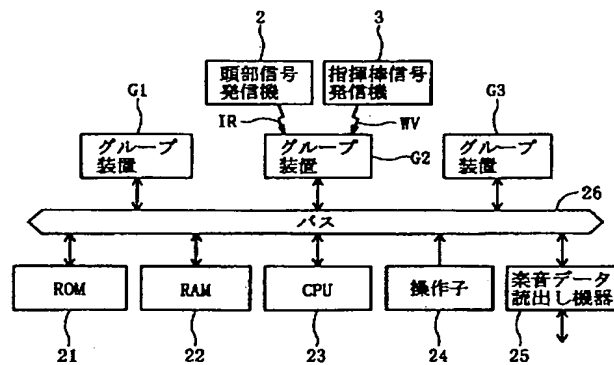 2
3
頭部信号
発信機
指揮棒信号
発信機
G1
IR
WV
G3
グループ
装置
グループ
装置
G2
グループ
装置
26
バス
ROM
RAM
CPU
操作子
楽音データ
読出し機器
21
22
23
24
25